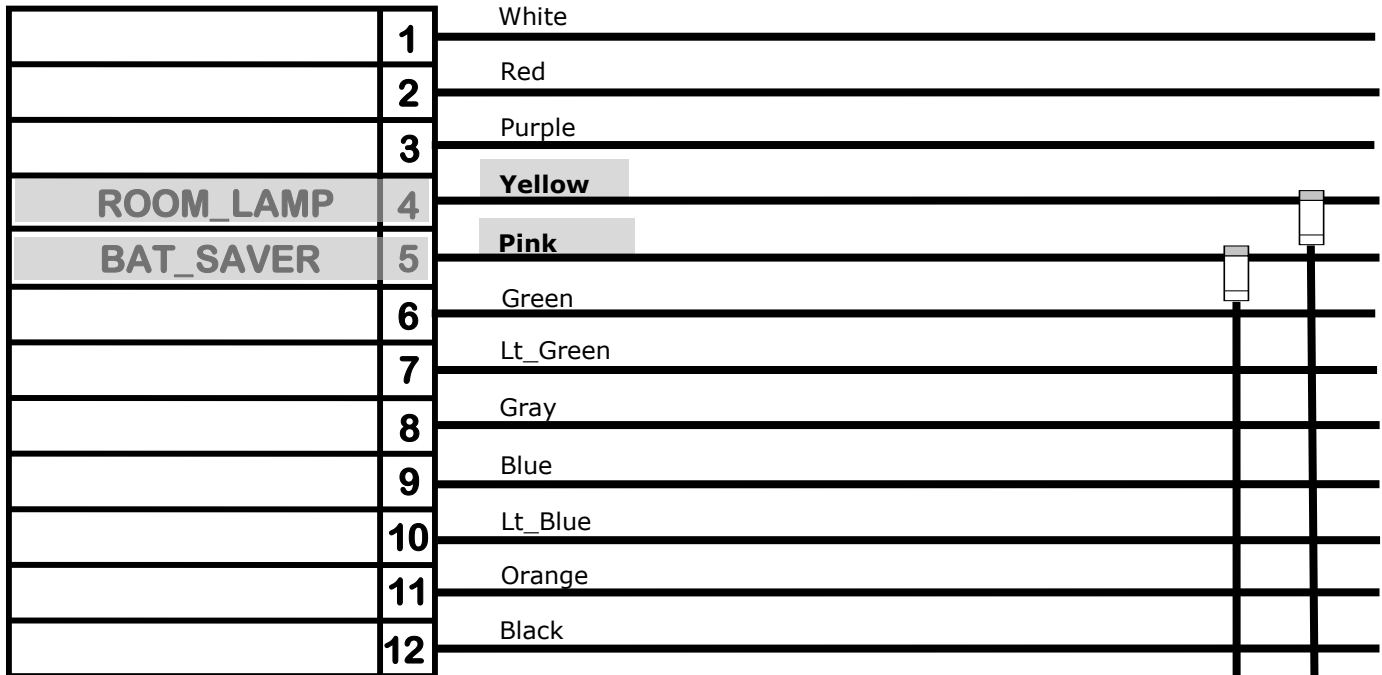 1 White
2 Red
3 Purple
ROOM_LAMP 4 Yellow
BAT_SAVER 5 Pink
6 Green
7 Lt_Green
8 Gray
9 Blue
10 Lt_Blue
11 Orange
12 Black